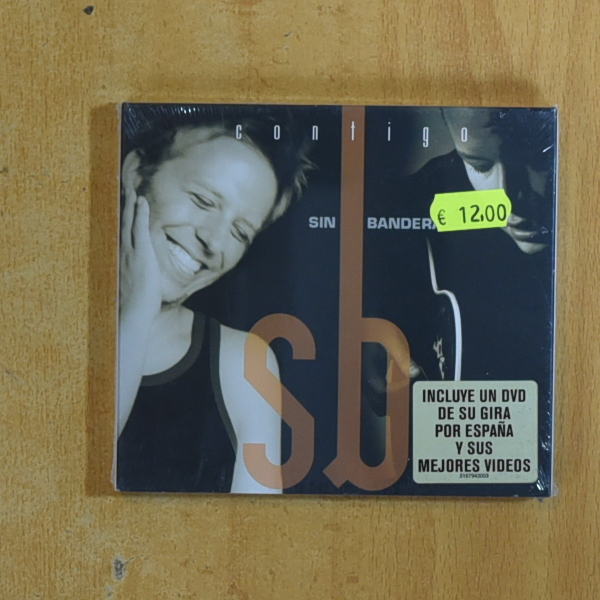 contigo
€ 12.00
SIN BANDERA
sb
INCLUYE UN DVD
DE SU GIRA
POR ESPAÑA
Y SUS
MEJORES VIDEOS